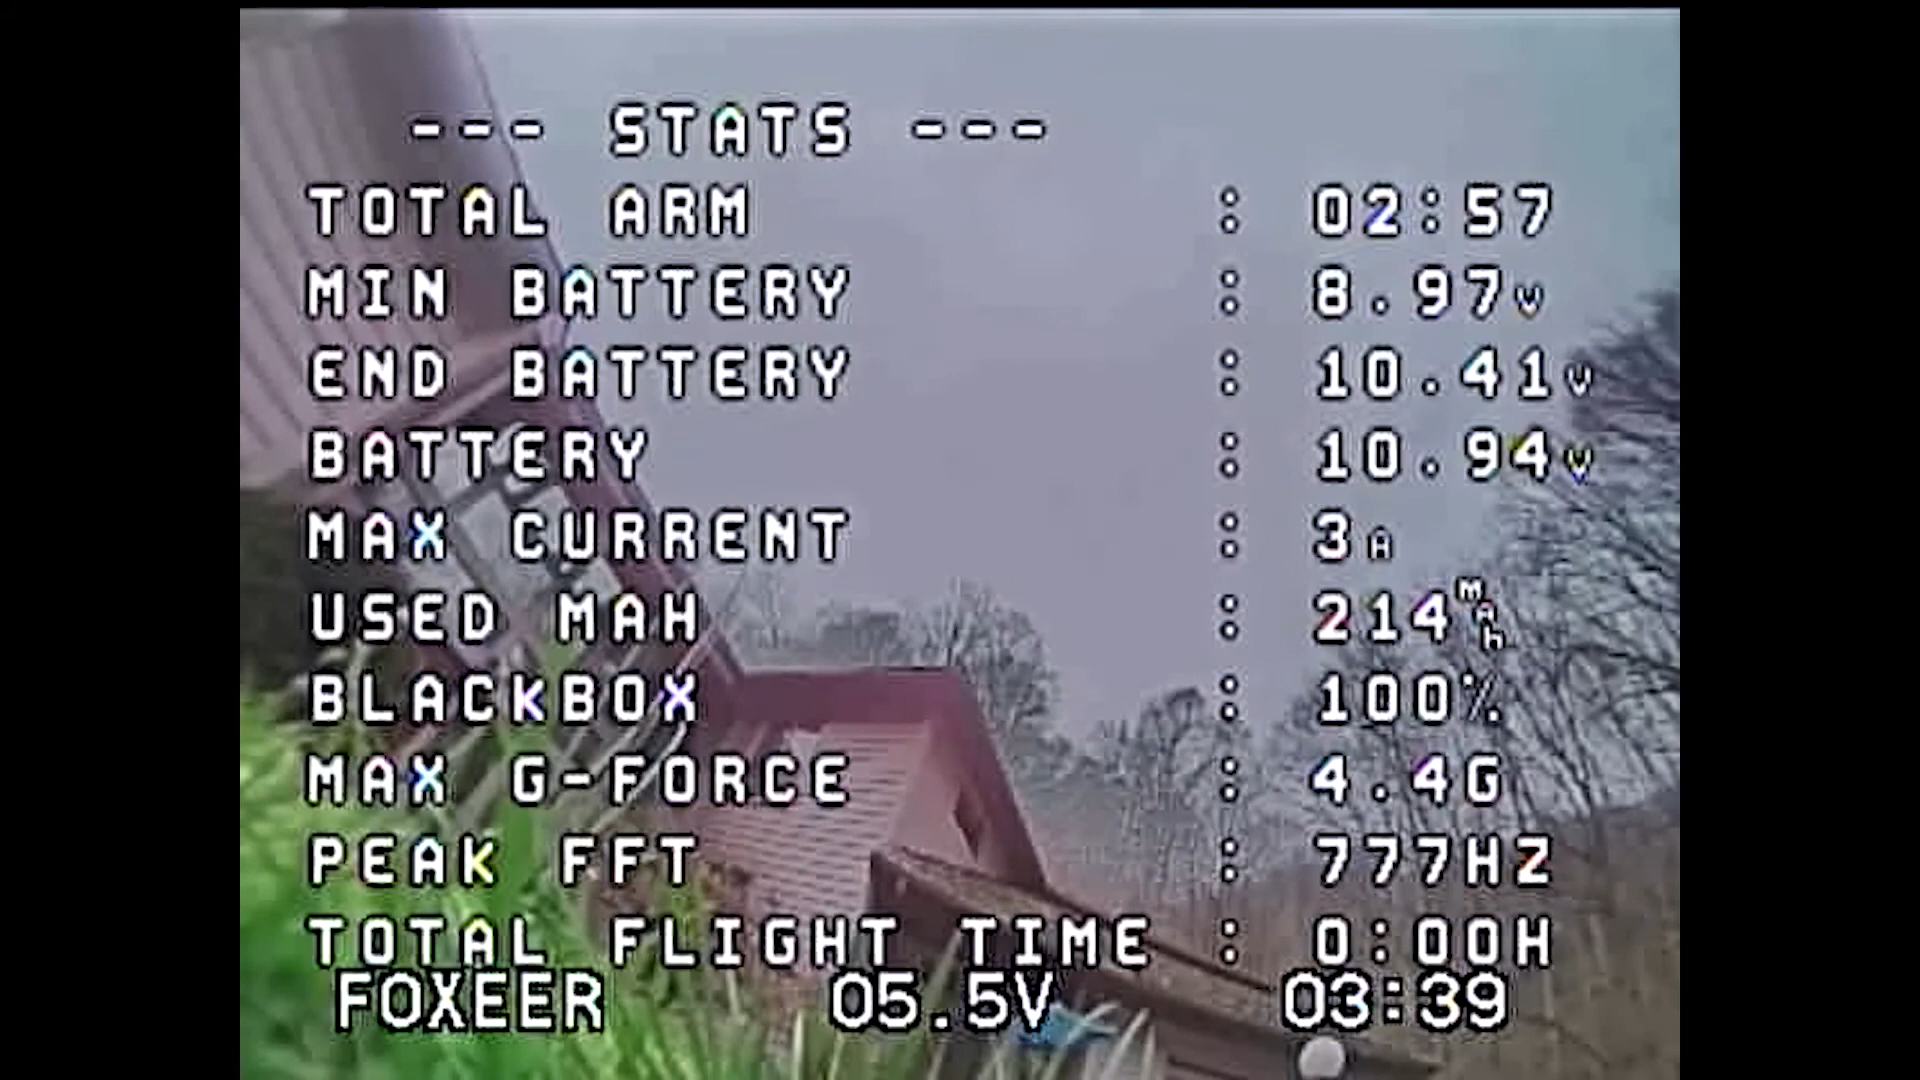 --- STATS ---
TOTAL ARM : 02:57
MIN BATTERY : 8.97V
END BATTERY : 10.41V
BATTERY : 10.94V
MAX CURRENT : 3A
USED MAH : 214mAh
BLACKBOX : 100%
MAX G-FORCE : 4.4G
PEAK FFT : 777HZ
TOTAL FLIGHT TIME : 0:00H
FOXEER 05.5V 03:39